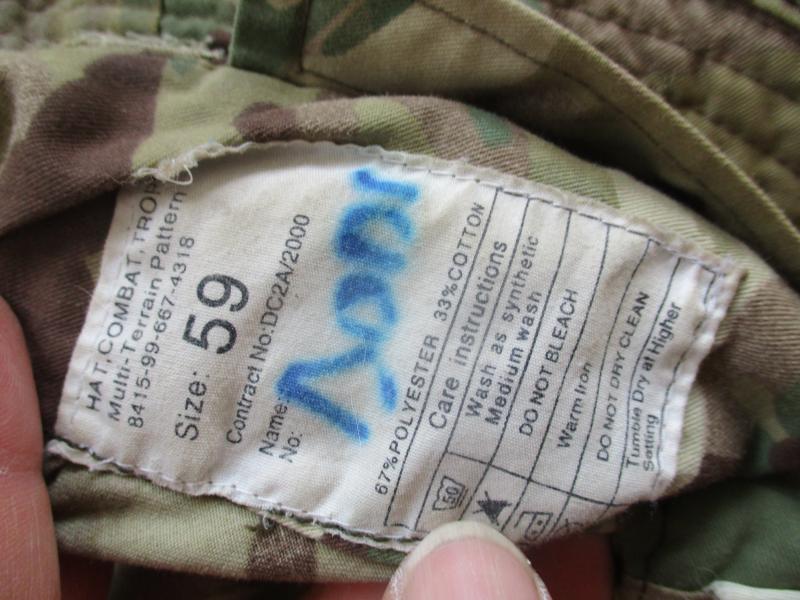 HAT, COMBAT, TROP
Multi-Terrain Pattern
8415-99-667-4318
Size: 59
Contract No:DC2A/2000
Name:
No:
67%POLYESTER 33%COTTON
Care instructions
Wash as synthetic
Medium wash
DO NOT BLEACH
Warm Iron
DO NOT DRY CLEAN
Tumble Dry at Higher
Setting